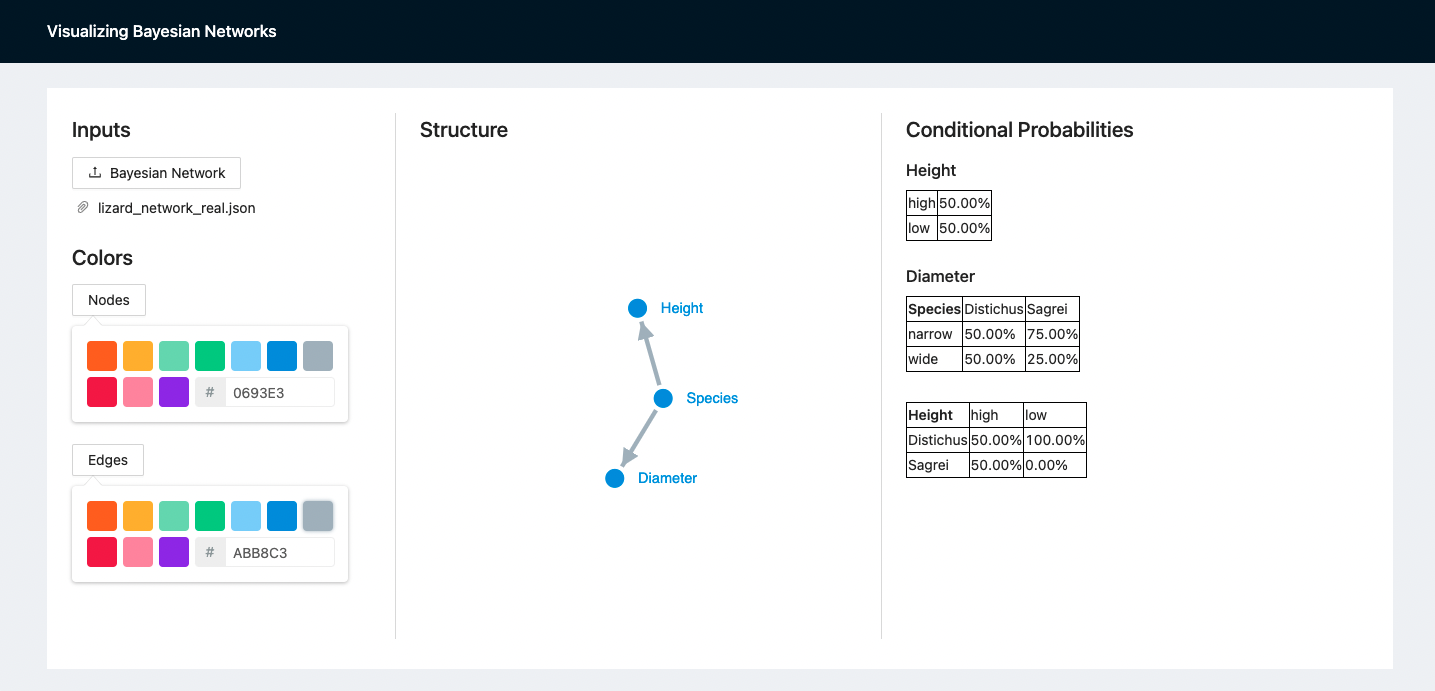 Visualizing Bayesian Networks
Inputs
Bayesian Network
lizard_network_real.json
Colors
Nodes
# 0693E3
Edges
# ABB8C3
Structure
Height
Species
Diameter
Conditional Probabilities
Height
high 50.00%
low 50.00%
Diameter
Species Distichus Sagrei
narrow 50.00% 75.00%
wide 50.00% 25.00%
Height high low
Distichus 50.00% 100.00%
Sagrei 50.00% 0.00%